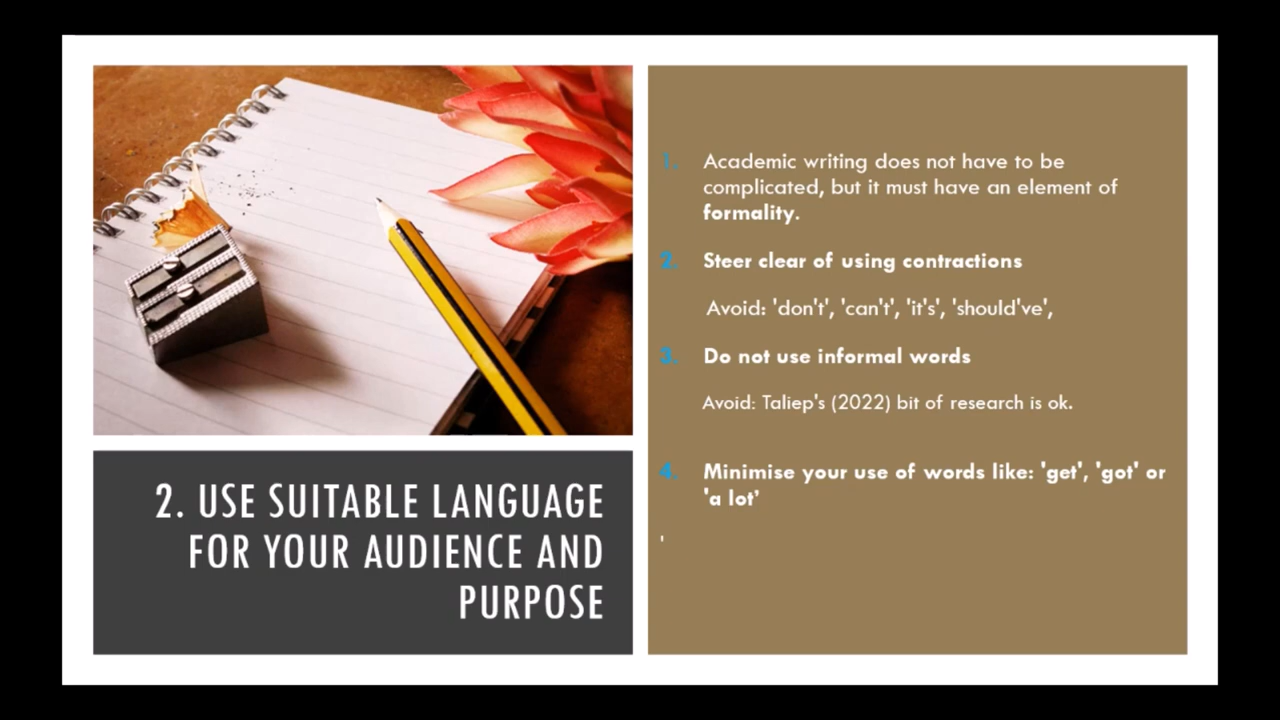 2. USE SUITABLE LANGUAGE
FOR YOUR AUDIENCE AND
PURPOSE
1. Academic writing does not have to be
complicated, but it must have an element of
formality.
2. Steer clear of using contractions
Avoid: 'don't', 'can't', 'it's', 'should've',
3. Do not use informal words
Avoid: Taliep's (2022) bit of research is ok.
4. Minimise your use of words like: 'get', 'got' or
'a lot’
'